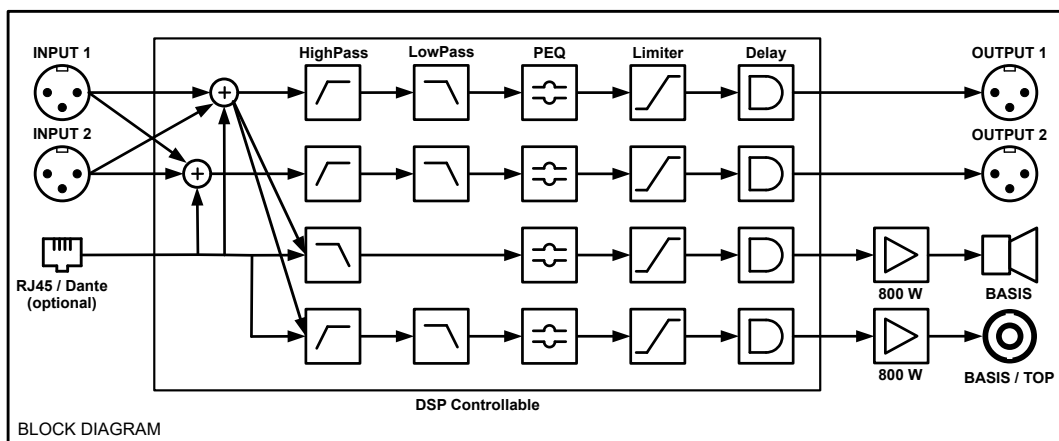 INPUT 1
HighPass
LowPass
PEQ
Limiter
Delay
OUTPUT 1
INPUT 2
OUTPUT 2
RJ45 / Dante
(optional)
800 W
BASIS
800 W
BASIS / TOP
DSP Controllable
BLOCK DIAGRAM